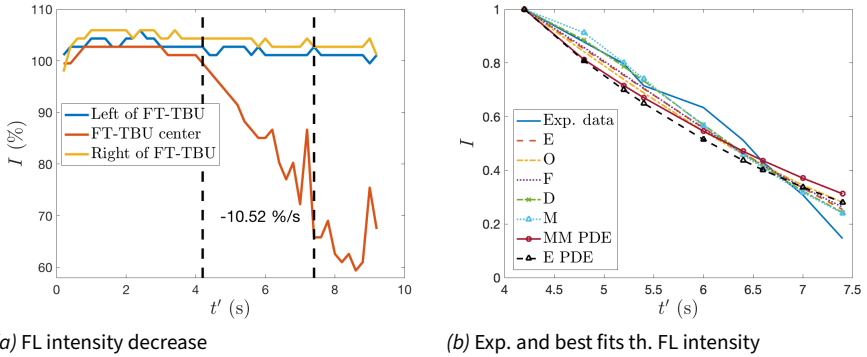 110
100
90
80
70
60
I (%)
Left of FT-TBU
FT-TBU center
Right of FT-TBU
-10.52 %/s
0 2 4 6 8 10
t′ (s)
(a) FL intensity decrease
1
0.8
0.6
0.4
0.2
0
I
Exp. data
E
O
F
D
M
MM PDE
E PDE
4 4.5 5 5.5 6 6.5 7 7.5
t′ (s)
(b) Exp. and best fits th. FL intensity